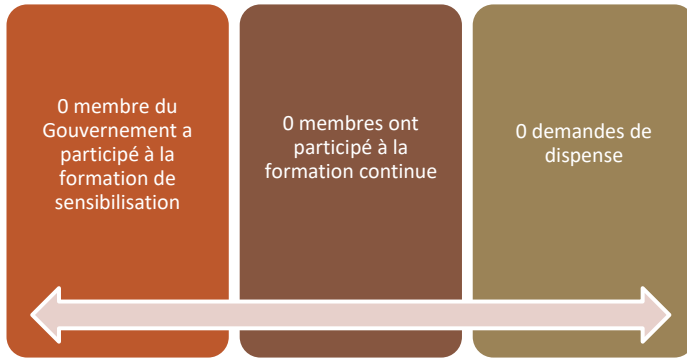 0 membre du
Gouvernement a
participé à la
formation de
sensibilisation
0 membres ont
participé à la
formation continue
0 demandes de
dispense